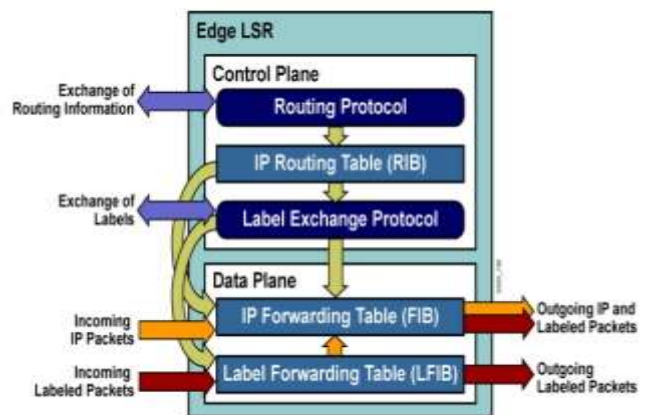 Edge LSR
Control Plane
Exchange of
Routing Information
Routing Protocol
IP Routing Table (RIB)
Exchange of
Labels
Label Exchange Protocol
Data Plane
Incoming
IP Packets
IP Forwarding Table (FIB)
Outgoing IP and
Labeled Packets
Incoming
Labeled Packets
Label Forwarding Table (LFIB)
Outgoing
Labeled Packets